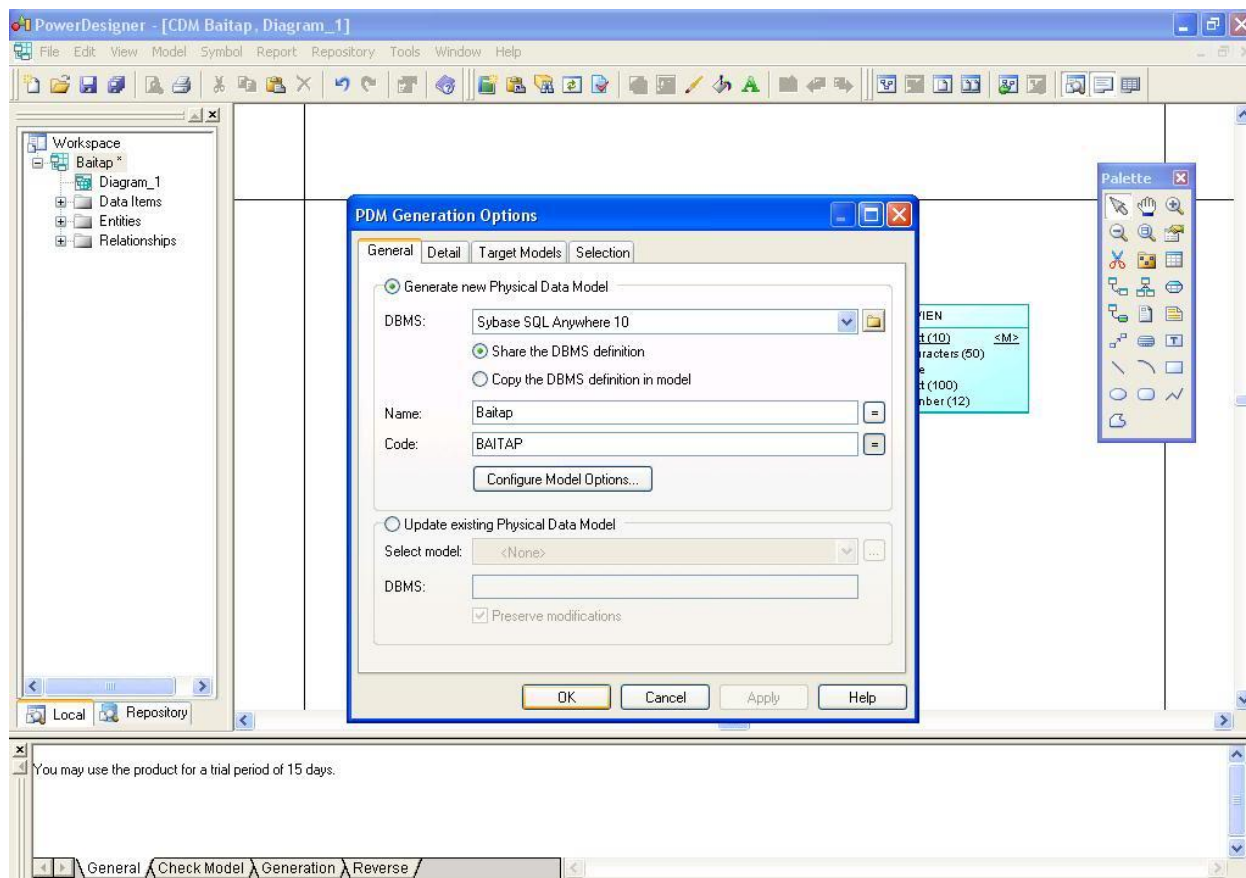 PowerDesigner - [CDM Baitap, Diagram_1]
File Edit View Model Symbol Report Repository Tools Window Help
Workspace
Baitap *
Diagram_1
Data Items
Entities
Relationships
Local Repository
PDM Generation Options
General Detail Target Models Selection
Generate new Physical Data Model
DBMS: Sybase SQL Anywhere 10
Share the DBMS definition
Copy the DBMS definition in model
Name: Baitap =
Code: BAITAP =
Configure Model Options...
Update existing Physical Data Model
Select model: <None> ...
DBMS:
Preserve modifications
OK Cancel Apply Help
(10) <M>
(50)
(100)
(12)
Palette
You may use the product for a trial period of 15 days.
General Check Model Generation Reverse